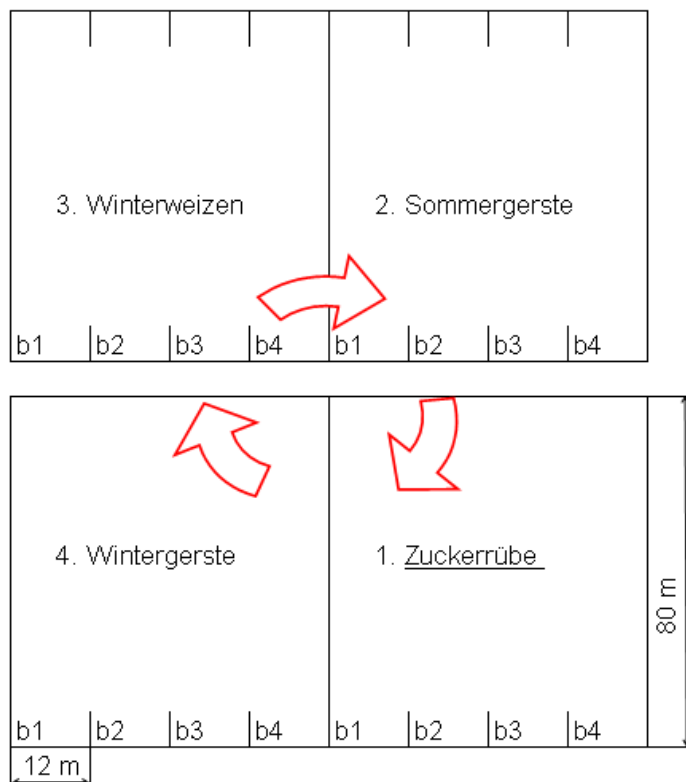 3. Winterweizen
2. Sommergerste
b1 b2 b3 b4 b1 b2 b3 b4
4. Wintergerste
1. Zuckerrübe
80 m
b1 b2 b3 b4 b1 b2 b3 b4
12 m